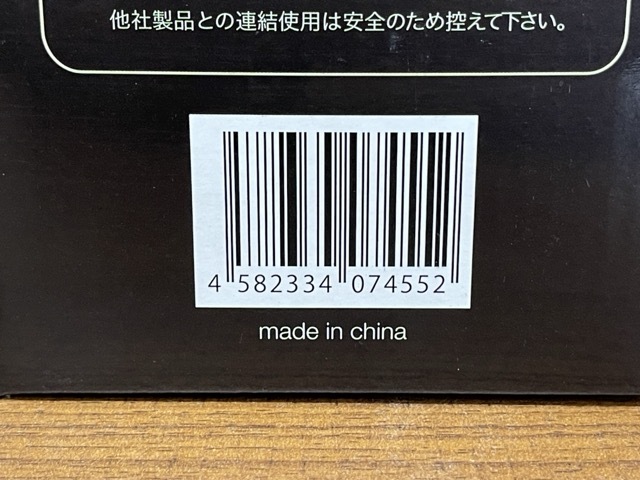 他社製品との連結使用は安全のため控えて下さい。
4 582334 074552
made in china